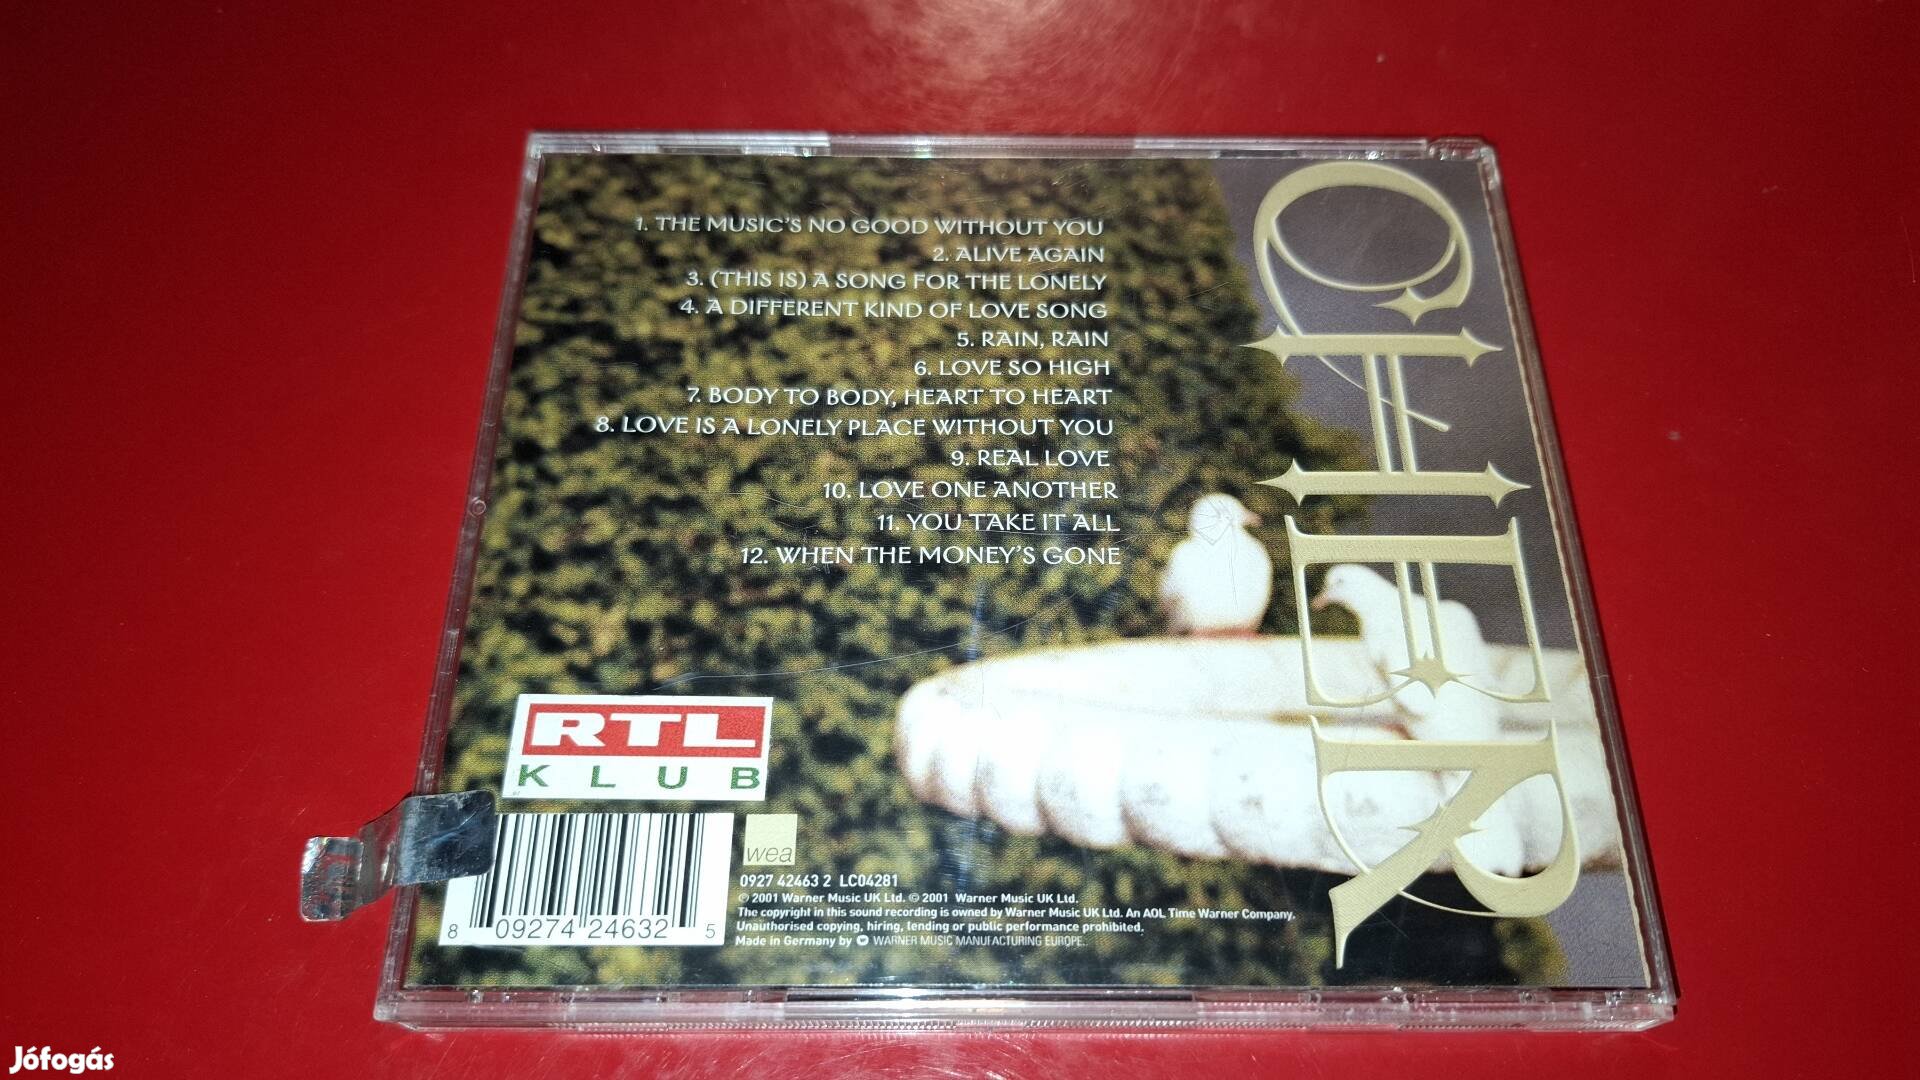 1. THE MUSIC'S NO GOOD WITHOUT YOU
2. ALIVE AGAIN
3. (THIS IS) A SONG FOR THE LONELY
4. A DIFFERENT KIND OF LOVE SONG
5. RAIN, RAIN
6. LOVE SO HIGH
7. BODY TO BODY, HEART TO HEART
8. LOVE IS A LONELY PLACE WITHOUT YOU
9. REAL LOVE
10. LOVE ONE ANOTHER
11. YOU TAKE IT ALL
12. WHEN THE MONEY'S GONE
CHER
RTL
KLUB
8 09274 24632 5
wea
0927 42463 2 LC04281
℗ 2001 Warner Music UK Ltd. © 2001 Warner Music UK Ltd.
The copyright in this sound recording is owned by Warner Music UK Ltd. An AOL Time Warner Company.
Unauthorised copying, hiring, lending or public performance prohibited.
Made in Germany by WARNER MUSIC MANUFACTURING EUROPE.
Jófogás